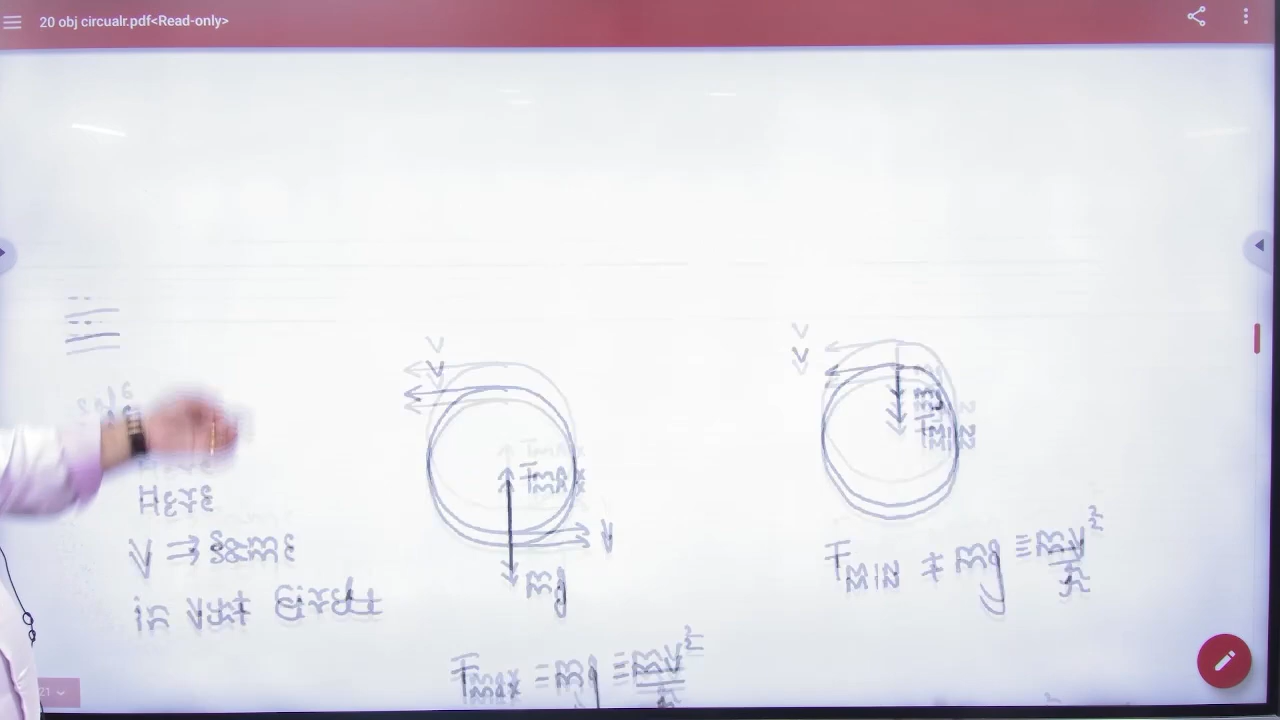 20 obj circualr.pdf<Read-only>
V
V
mg
Tmin
Tmax
Here
V ⇒ same
V
in Vert Circle
mg
Tmin + mg = mv²/r
Tmax - mg = mv²/r
21